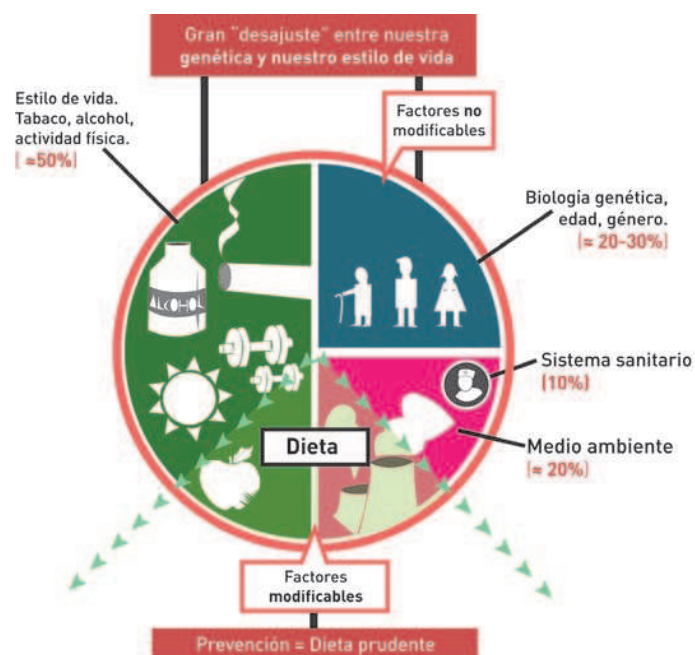 Gran "desajuste" entre nuestra
genética y nuestro estilo de vida
Estilo de vida.
Tabaco, alcohol,
actividad física.
(≈50%)
Factores no
modificables
Biología genética,
edad, género.
(≈ 20-30%)
ALCOHOL
Sistema sanitario
(10%)
Dieta
Medio ambiente
(≈ 20%)
Factores
modificables
Prevención = Dieta prudente